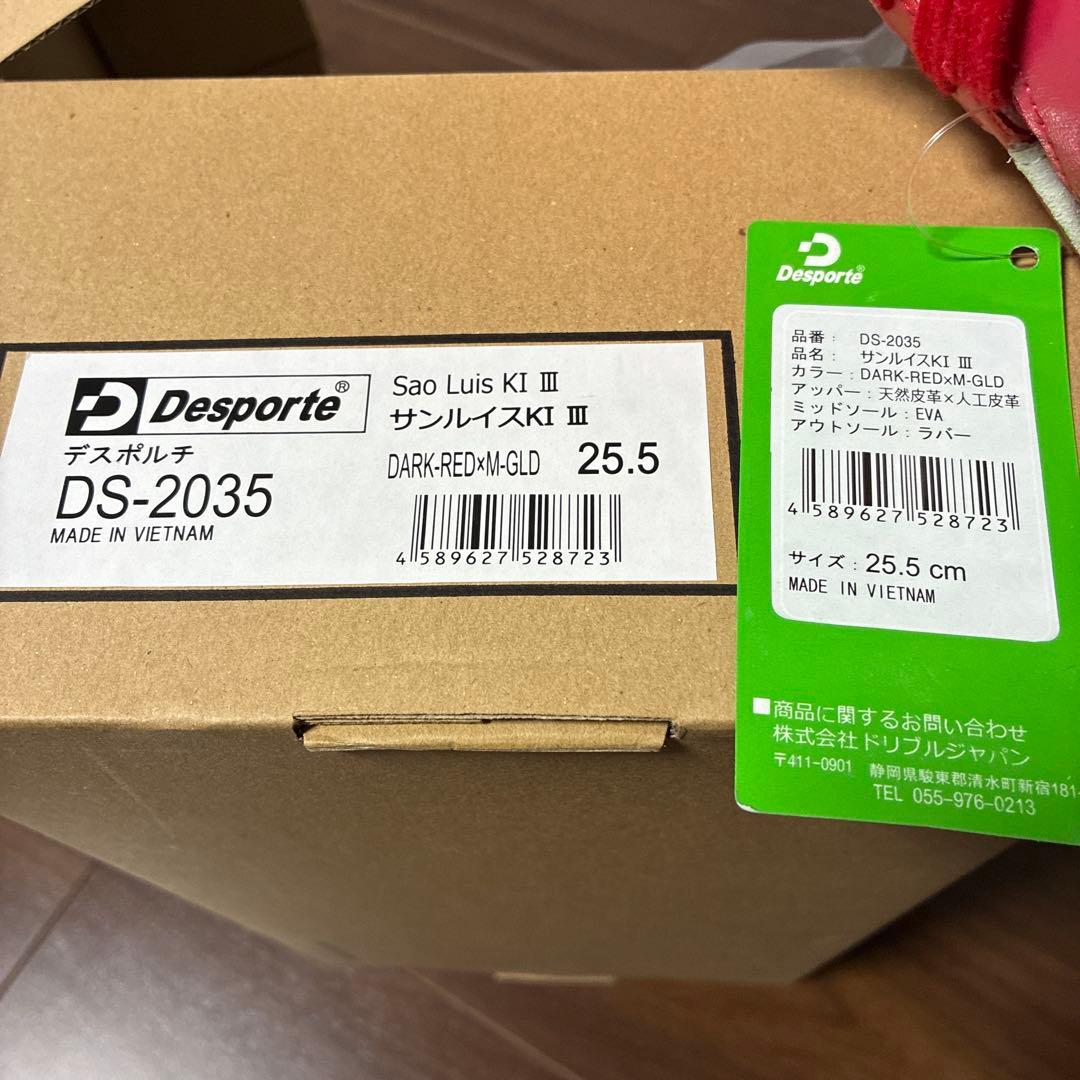 Desporte®
デスポルチ
DS-2035
MADE IN VIETNAM
Sao Luis KI Ⅲ
サンルイスKI Ⅲ
DARK-RED×M-GLD 25.5
4 589627 528723
Desporte®
品番： DS-2035
品名： サンルイスKI Ⅲ
カラー：DARK-RED×M-GLD
アッパー：天然皮革×人工皮革
ミッドソール：EVA
アウトソール：ラバー
4 589627 528723
サイズ：25.5 cm
MADE IN VIETNAM
■商品に関するお問い合わせ
株式会社ドリブルジャパン
〒411-0901 静岡県駿東郡清水町新宿181-
TEL 055-976-0213